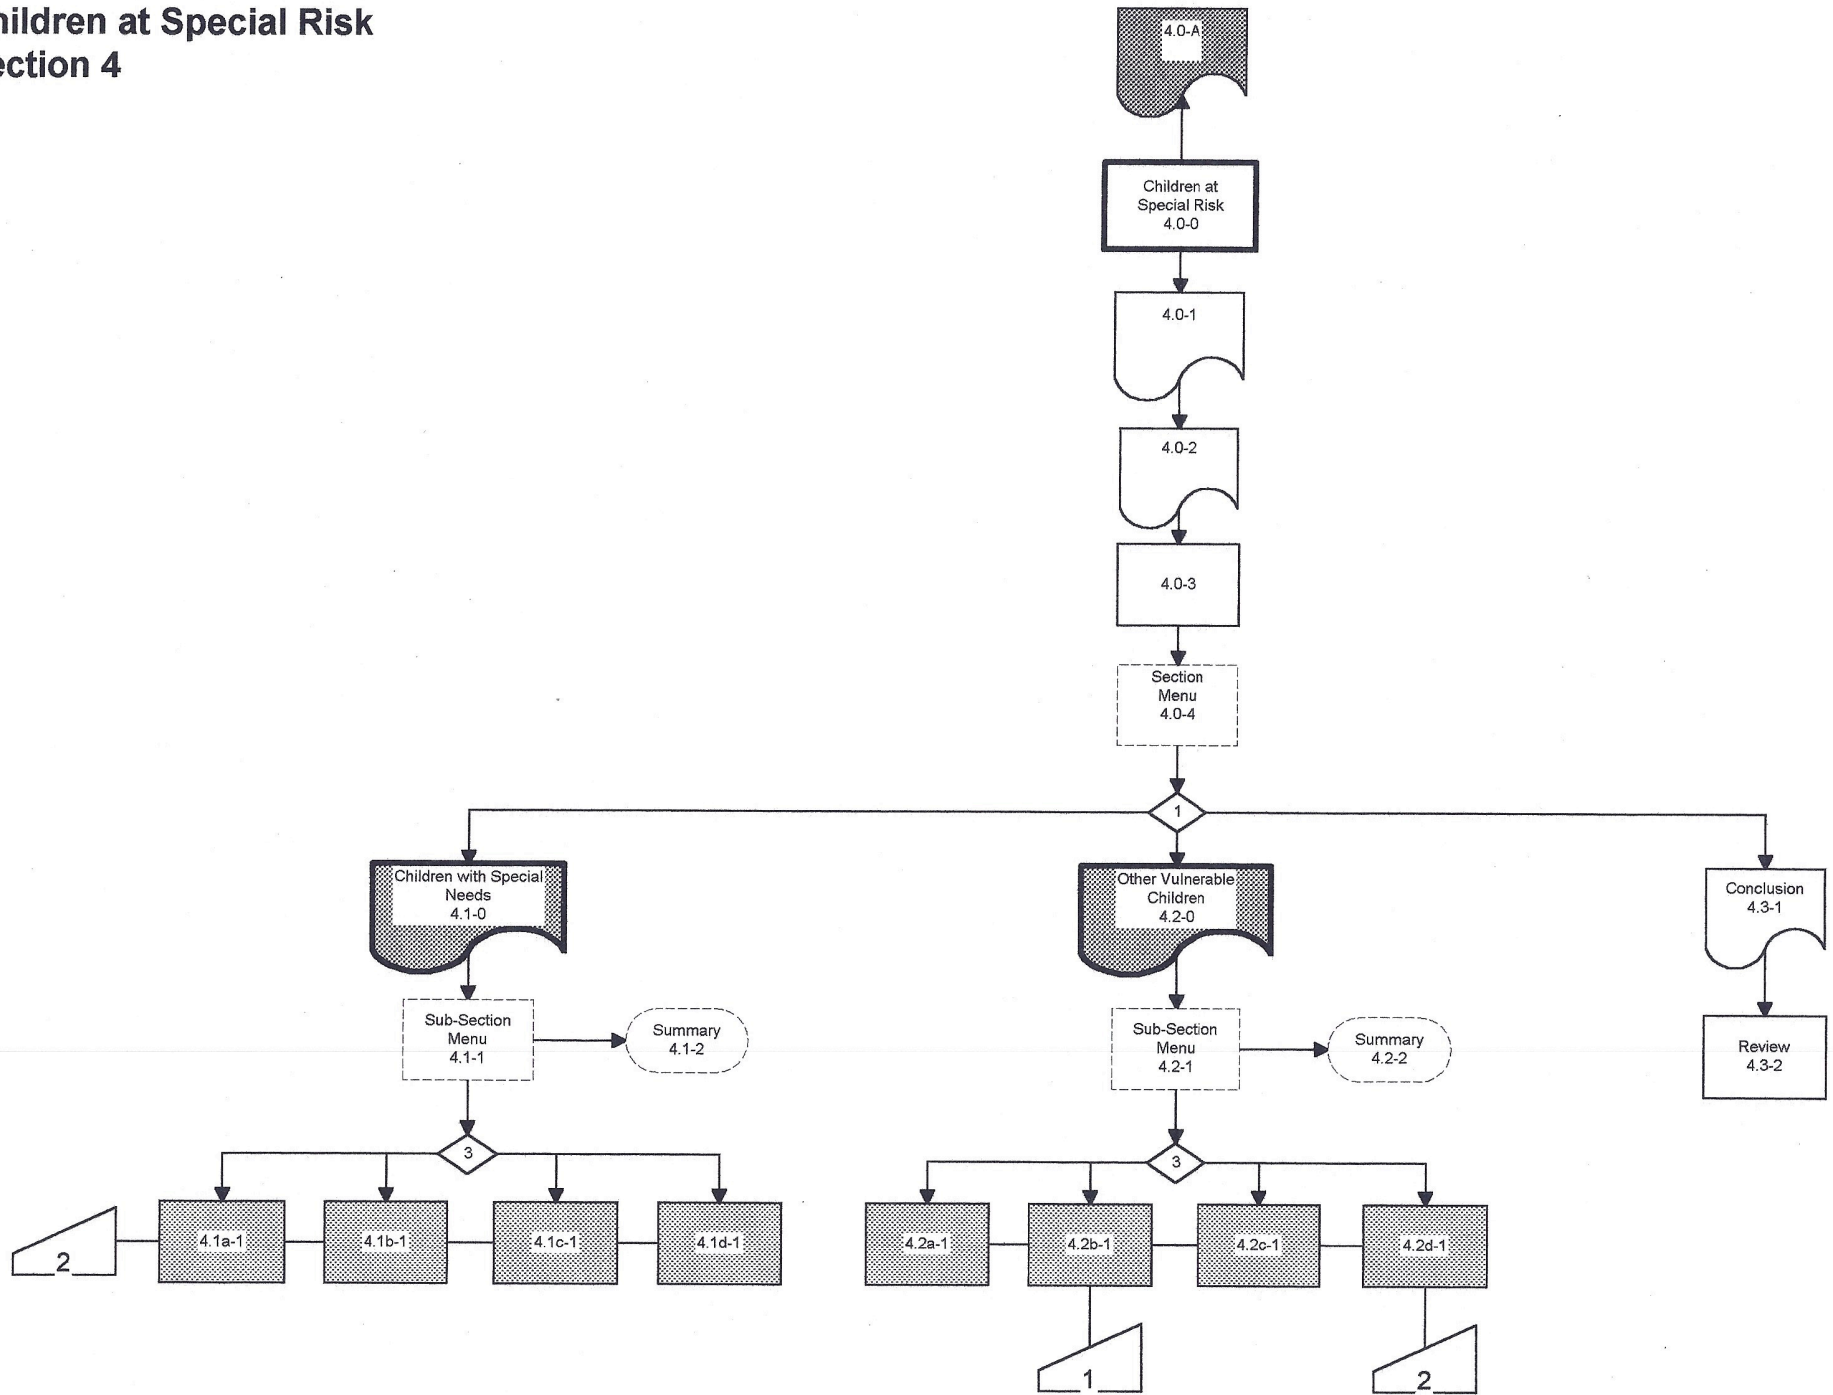 hildren at Special Risk
ection 4
4.0-A
Children at
Special Risk
4.0-0
4.0-1
4.0-2
4.0-3
Section
Menu
4.0-4
1
Children with Special
Needs
4.1-0
Other Vulnerable
Children
4.2-0
Conclusion
4.3-1
Sub-Section
Menu
4.1-1
Summary
4.1-2
Sub-Section
Menu
4.2-1
Summary
4.2-2
Review
4.3-2
3
3
2
4.1a-1
4.1b-1
4.1c-1
4.1d-1
4.2a-1
4.2b-1
4.2c-1
4.2d-1
1
2